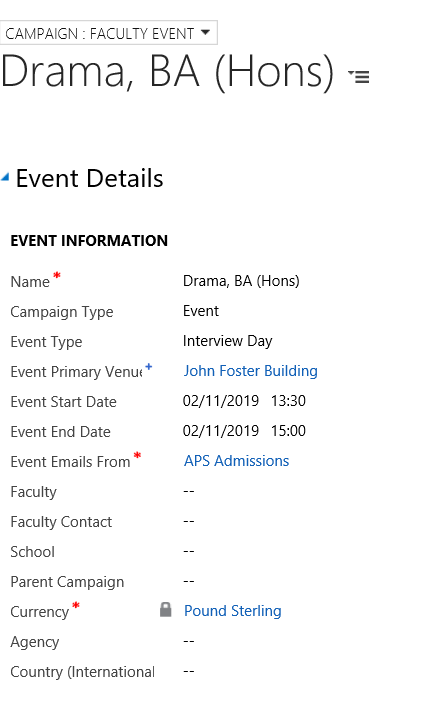 CAMPAIGN : FACULTY EVENT
Drama, BA (Hons)
Event Details
EVENT INFORMATION
Name * Drama, BA (Hons)
Campaign Type Event
Event Type Interview Day
Event Primary Venu + John Foster Building
Event Start Date 02/11/2019 13:30
Event End Date 02/11/2019 15:00
Event Emails From * APS Admissions
Faculty --
Faculty Contact --
School --
Parent Campaign --
Currency * Pound Sterling
Agency --
Country (International --